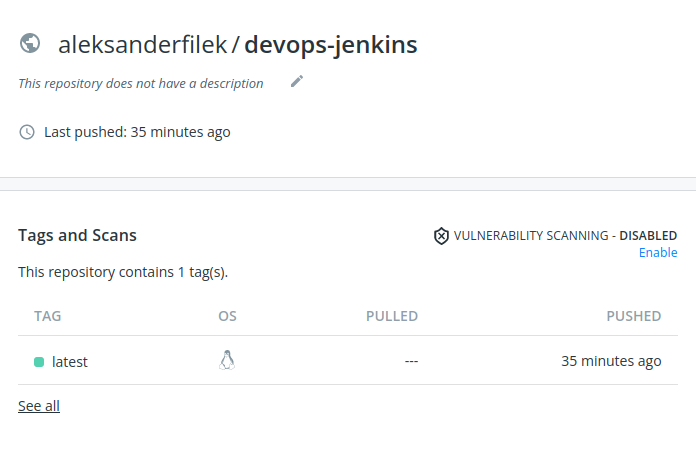 aleksanderfilek / devops-jenkins
This repository does not have a description
Last pushed: 35 minutes ago
Tags and Scans
VULNERABILITY SCANNING - DISABLED
Enable
This repository contains 1 tag(s).
TAG OS PULLED PUSHED
latest --- 35 minutes ago
See all